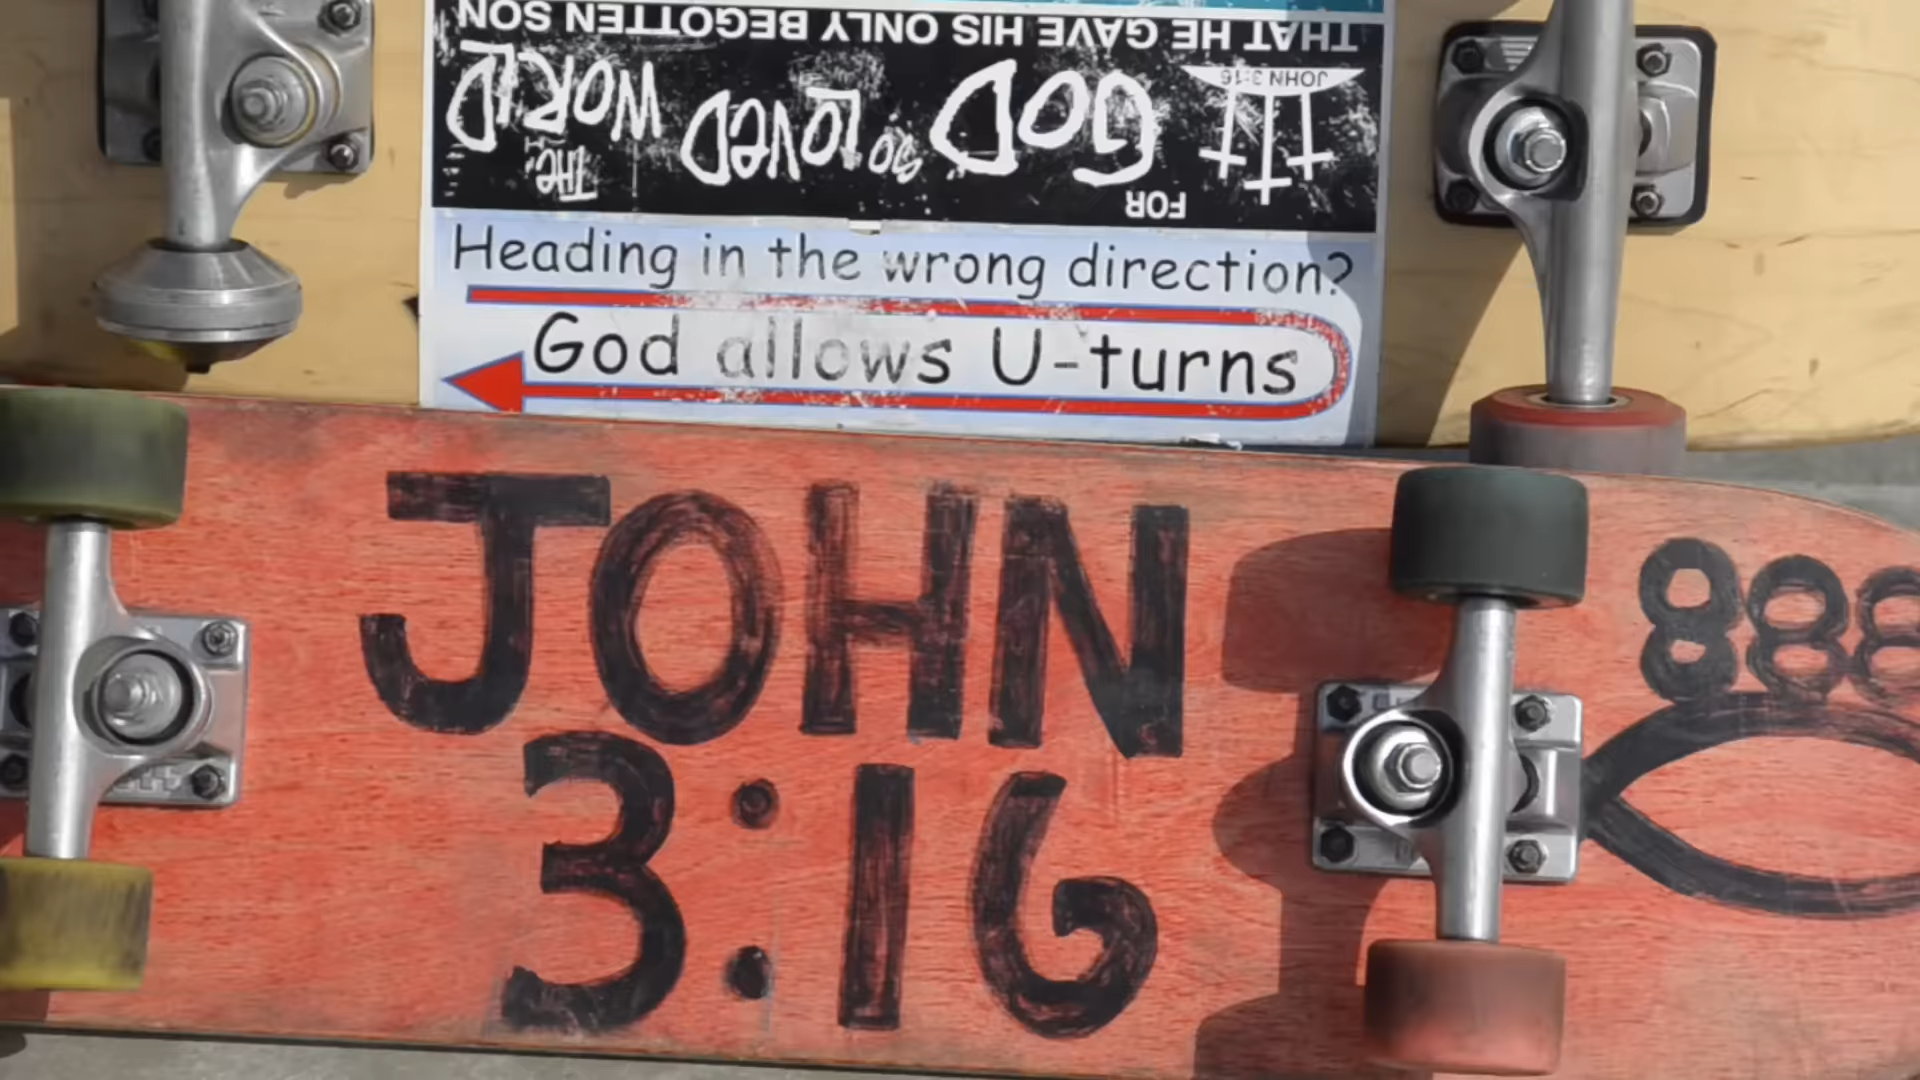 THAT HE GAVE HIS ONLY BEGOTTEN SON
JOHN 3:16
FOR GOD SO LOVED THE WORLD
Heading in the wrong direction?
God allows U-turns
JOHN
3:16
888